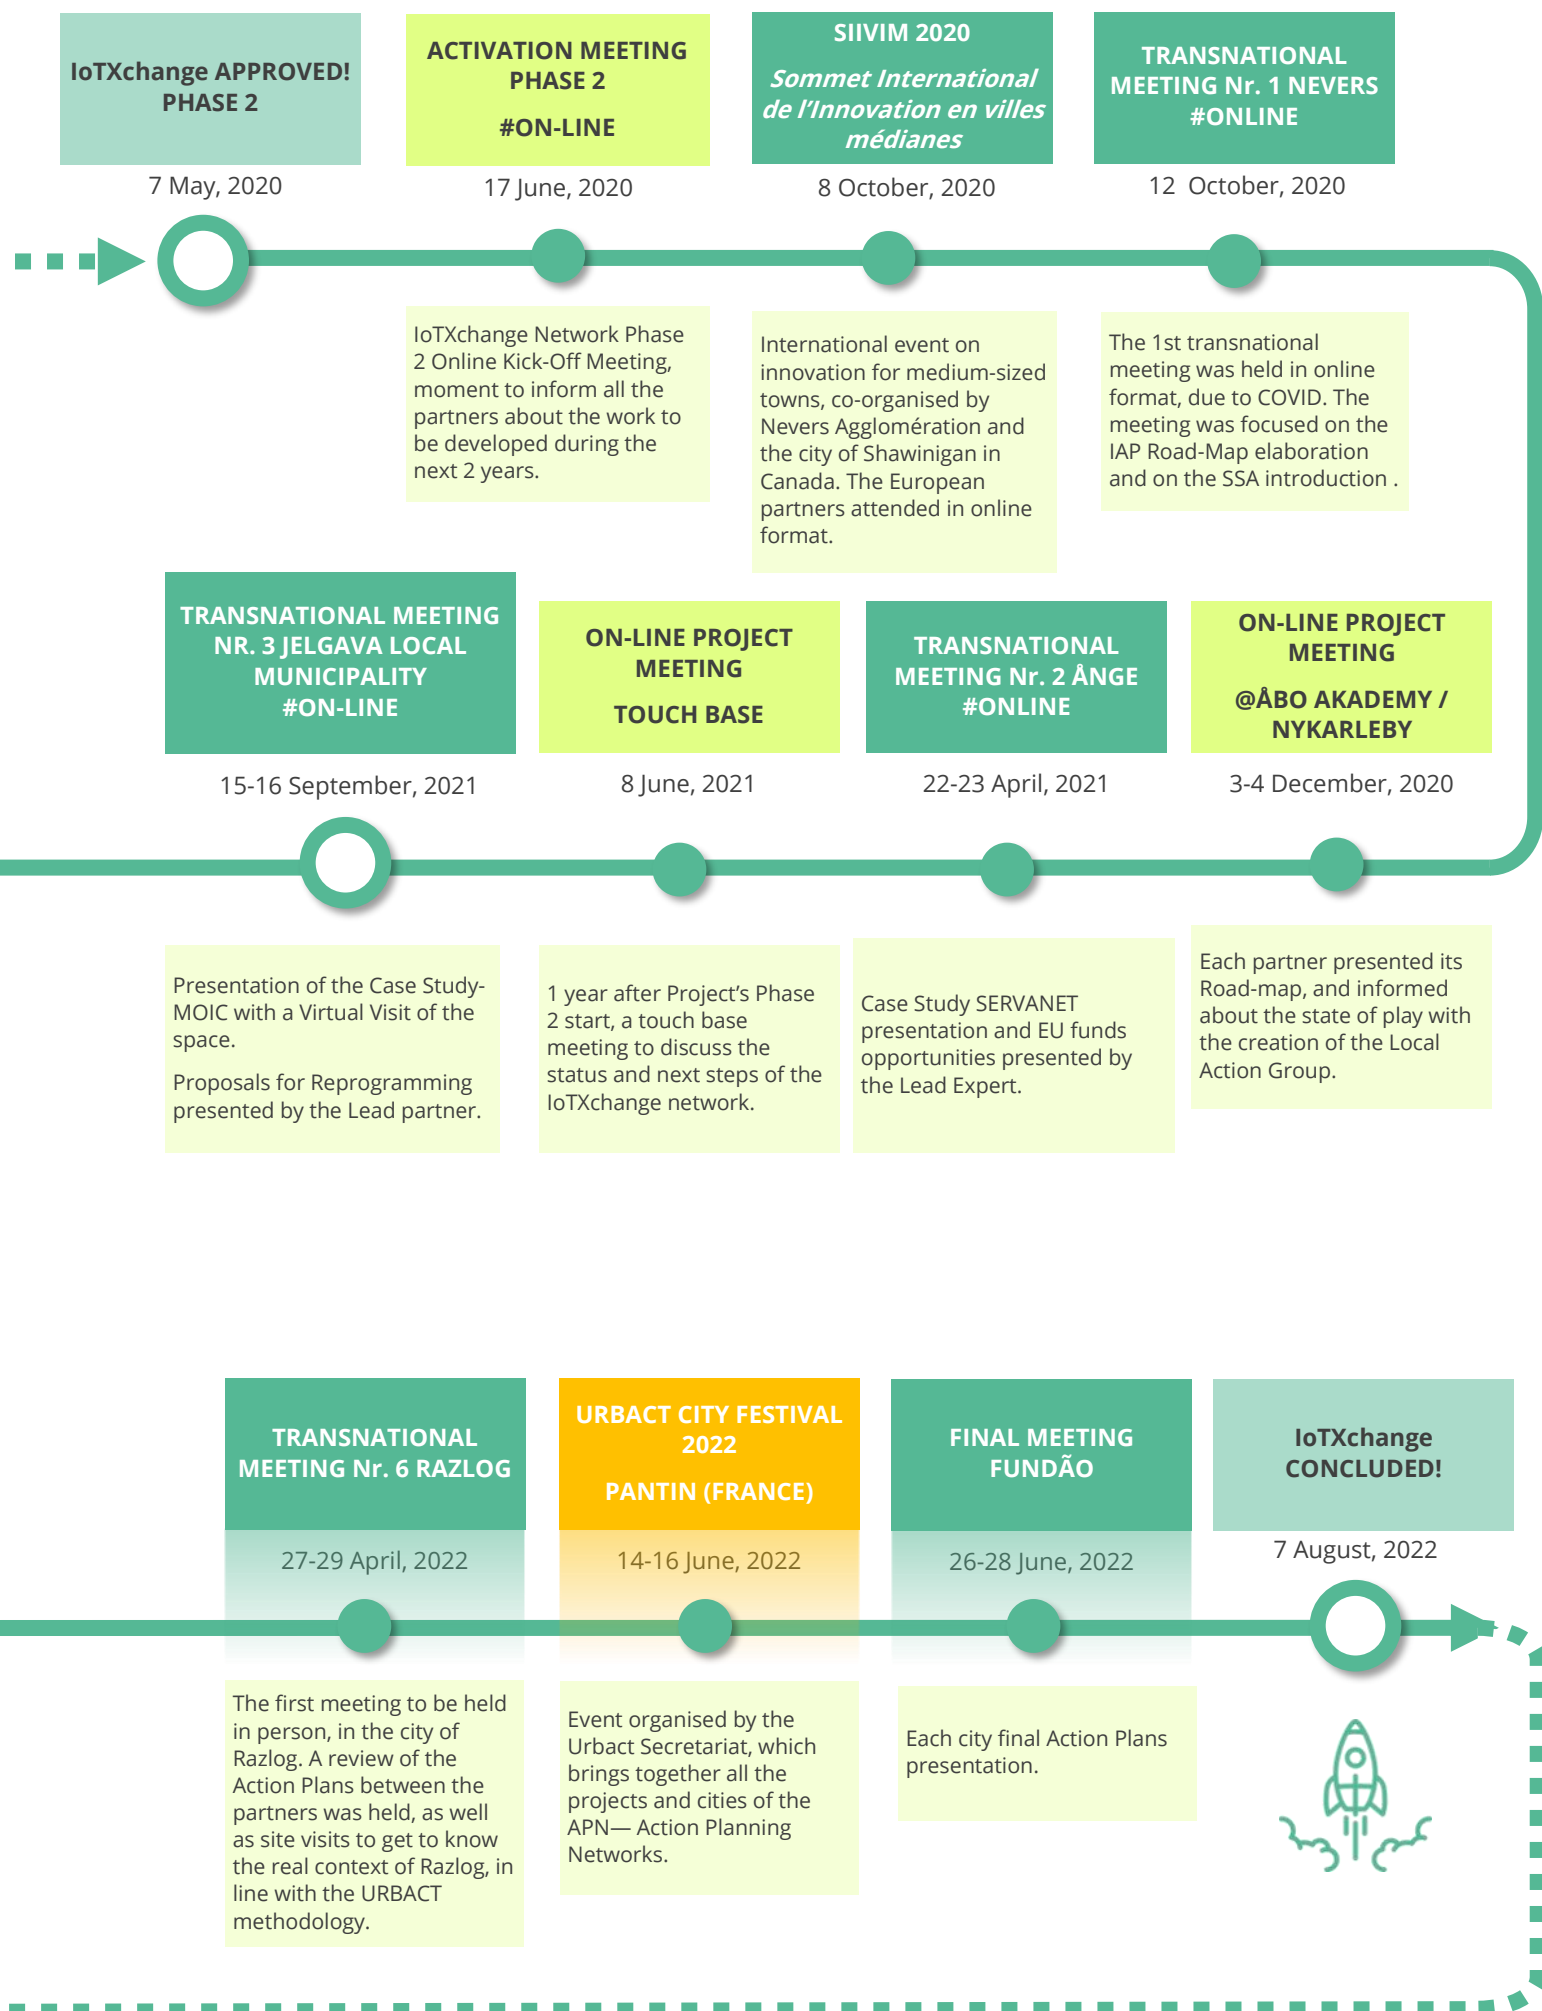 IoTXchange APPROVED!
PHASE 2
7 May, 2020
ACTIVATION MEETING
PHASE 2
#ON-LINE
17 June, 2020
SIIVIM 2020
Sommet International
de l’Innovation en villes
médianes
8 October, 2020
TRANSNATIONAL
MEETING Nr. 1 NEVERS
#ONLINE
12 October, 2020
IoTXchange Network Phase
2 Online Kick-Off Meeting,
moment to inform all the
partners about the work to
be developed during the
next 2 years.
International event on
innovation for medium-sized
towns, co-organised by
Nevers Agglomération and
the city of Shawinigan in
Canada. The European
partners attended in online
format.
The 1st transnational
meeting was held in online
format, due to COVID. The
meeting was focused on the
IAP Road-Map elaboration
and on the SSA introduction .
TRANSNATIONAL MEETING
NR. 3 JELGAVA LOCAL
MUNICIPALITY
#ON-LINE
15-16 September, 2021
ON-LINE PROJECT
MEETING
TOUCH BASE
8 June, 2021
TRANSNATIONAL
MEETING Nr. 2 ÅNGE
#ONLINE
22-23 April, 2021
ON-LINE PROJECT
MEETING
@ÅBO AKADEMY /
NYKARLEBY
3-4 December, 2020
Presentation of the Case Study-
MOIC with a Virtual Visit of the
space.
Proposals for Reprogramming
presented by the Lead partner.
1 year after Project’s Phase
2 start, a touch base
meeting to discuss the
status and next steps of the
IoTXchange network.
Case Study SERVANET
presentation and EU funds
opportunities presented by
the Lead Expert.
Each partner presented its
Road-map, and informed
about the state of play with
the creation of the Local
Action Group.
TRANSNATIONAL
MEETING Nr. 6 RAZLOG
27-29 April, 2022
URBACT CITY FESTIVAL
2022
PANTIN (FRANCE)
14-16 June, 2022
FINAL MEETING
FUNDÃO
26-28 June, 2022
IoTXchange
CONCLUDED!
7 August, 2022
The first meeting to be held
in person, in the city of
Razlog. A review of the
Action Plans between the
partners was held, as well
as site visits to get to know
the real context of Razlog, in
line with the URBACT
methodology.
Event organised by the
Urbact Secretariat, which
brings together all the
projects and cities of the
APN— Action Planning
Networks.
Each city final Action Plans
presentation.